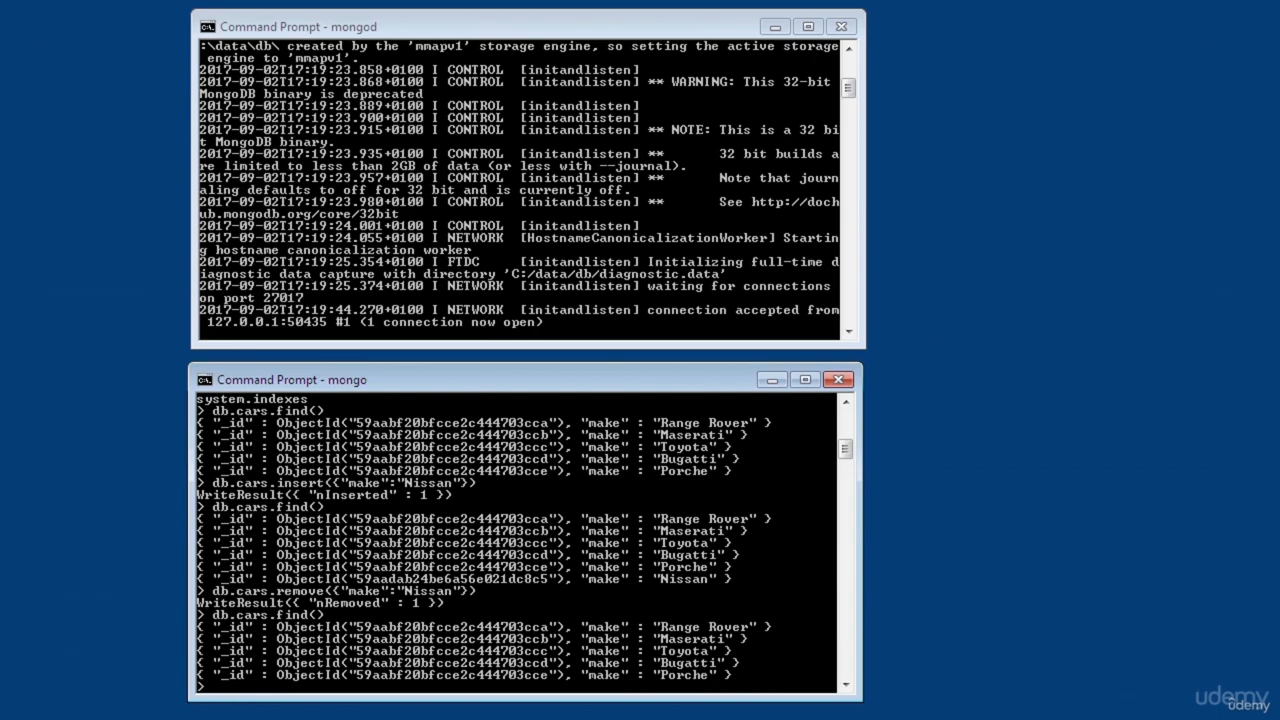 Command Prompt - mongod
:\data\db\ created by the 'mmapv1' storage engine, so setting the active storage
 engine to 'mmapv1'.
2017-09-02T17:19:23.858+0100 I CONTROL  [initandlisten]
2017-09-02T17:19:23.868+0100 I CONTROL  [initandlisten] ** WARNING: This 32-bit
MongoDB binary is deprecated
2017-09-02T17:19:23.889+0100 I CONTROL  [initandlisten]
2017-09-02T17:19:23.900+0100 I CONTROL  [initandlisten]
2017-09-02T17:19:23.915+0100 I CONTROL  [initandlisten] ** NOTE: This is a 32 bi
t MongoDB binary.
2017-09-02T17:19:23.935+0100 I CONTROL  [initandlisten] **       32 bit builds a
re limited to less than 2GB of data (or less with --journal).
2017-09-02T17:19:23.957+0100 I CONTROL  [initandlisten] **       Note that journ
aling defaults to off for 32 bit and is currently off.
2017-09-02T17:19:23.980+0100 I CONTROL  [initandlisten] **       See http://doch
ub.mongodb.org/core/32bit
2017-09-02T17:19:24.001+0100 I CONTROL  [initandlisten]
2017-09-02T17:19:24.055+0100 I NETWORK  [HostnameCanonicalizationWorker] Startin
g hostname canonicalization worker
2017-09-02T17:19:25.354+0100 I FTDC     [initandlisten] Initializing full-time d
iagnostic data capture with directory 'C:/data/db/diagnostic.data'
2017-09-02T17:19:25.374+0100 I NETWORK  [initandlisten] waiting for connections
on port 27017
2017-09-02T17:19:44.270+0100 I NETWORK  [initandlisten] connection accepted from
 127.0.0.1:50435 #1 (1 connection now open)
Command Prompt - mongo
system.indexes
> db.cars.find()
{ "_id" : ObjectId("59aabf20bfcce2c444703cca"), "make" : "Range Rover" }
{ "_id" : ObjectId("59aabf20bfcce2c444703ccb"), "make" : "Maserati" }
{ "_id" : ObjectId("59aabf20bfcce2c444703ccc"), "make" : "Toyota" }
{ "_id" : ObjectId("59aabf20bfcce2c444703ccd"), "make" : "Bugatti" }
{ "_id" : ObjectId("59aabf20bfcce2c444703cce"), "make" : "Porche" }
> db.cars.insert({"make":"Nissan"})
WriteResult({ "nInserted" : 1 })
> db.cars.find()
{ "_id" : ObjectId("59aabf20bfcce2c444703cca"), "make" : "Range Rover" }
{ "_id" : ObjectId("59aabf20bfcce2c444703ccb"), "make" : "Maserati" }
{ "_id" : ObjectId("59aabf20bfcce2c444703ccc"), "make" : "Toyota" }
{ "_id" : ObjectId("59aabf20bfcce2c444703ccd"), "make" : "Bugatti" }
{ "_id" : ObjectId("59aabf20bfcce2c444703cce"), "make" : "Porche" }
{ "_id" : ObjectId("59aadab24be6a56e021dc8c5"), "make" : "Nissan" }
> db.cars.remove({"make":"Nissan"})
WriteResult({ "nRemoved" : 1 })
> db.cars.find()
{ "_id" : ObjectId("59aabf20bfcce2c444703cca"), "make" : "Range Rover" }
{ "_id" : ObjectId("59aabf20bfcce2c444703ccb"), "make" : "Maserati" }
{ "_id" : ObjectId("59aabf20bfcce2c444703ccc"), "make" : "Toyota" }
{ "_id" : ObjectId("59aabf20bfcce2c444703ccd"), "make" : "Bugatti" }
{ "_id" : ObjectId("59aabf20bfcce2c444703cce"), "make" : "Porche" }
>
udemy
ûdemy